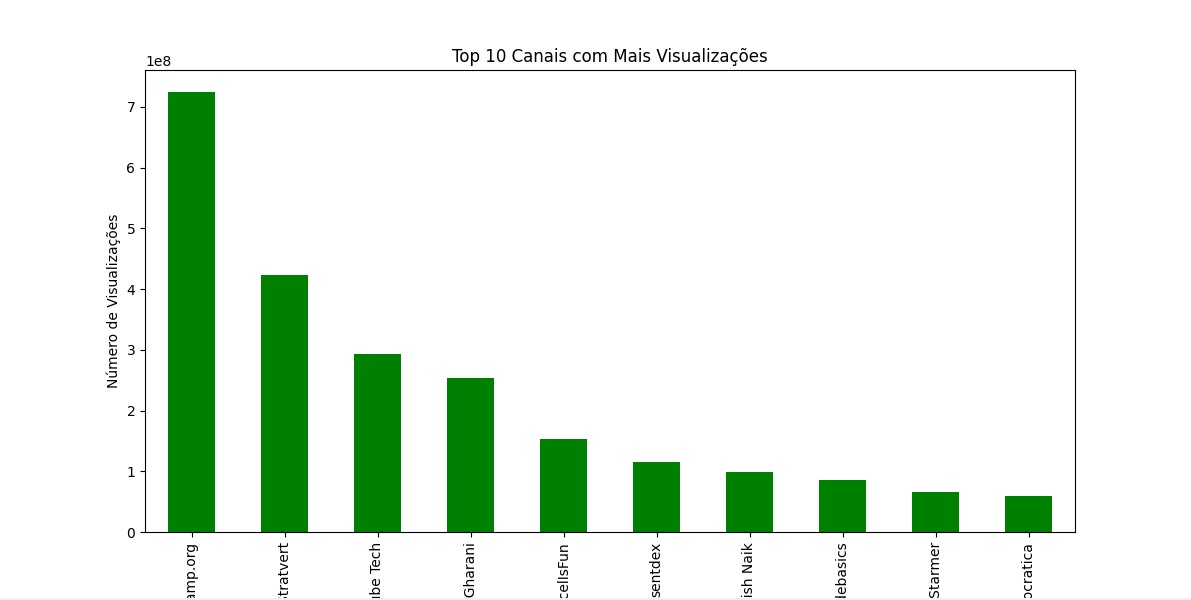 Top 10 Canais com Mais Visualizações
1e8
Número de Visualizações
7
6
5
4
3
2
1
0
amp.org
tratvert
ube Tech
Gharani
cellsFun
sentdex
ish Naik
debasics
Starmer
ocratica